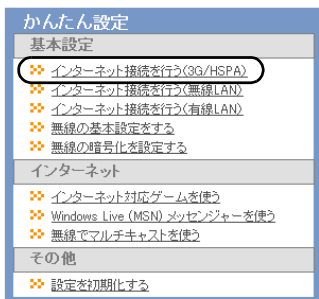 かんたん設定
基本設定
インターネット接続を行う(3G/HSPA)
インターネット接続を行う(無線LAN)
インターネット接続を行う(有線LAN)
無線の基本設定をする
無線の暗号化を設定する
インターネット
インターネット対応ゲームを使う
Windows Live (MSN) メッセンジャーを使う
無線でマルチキャストを使う
その他
設定を初期化する